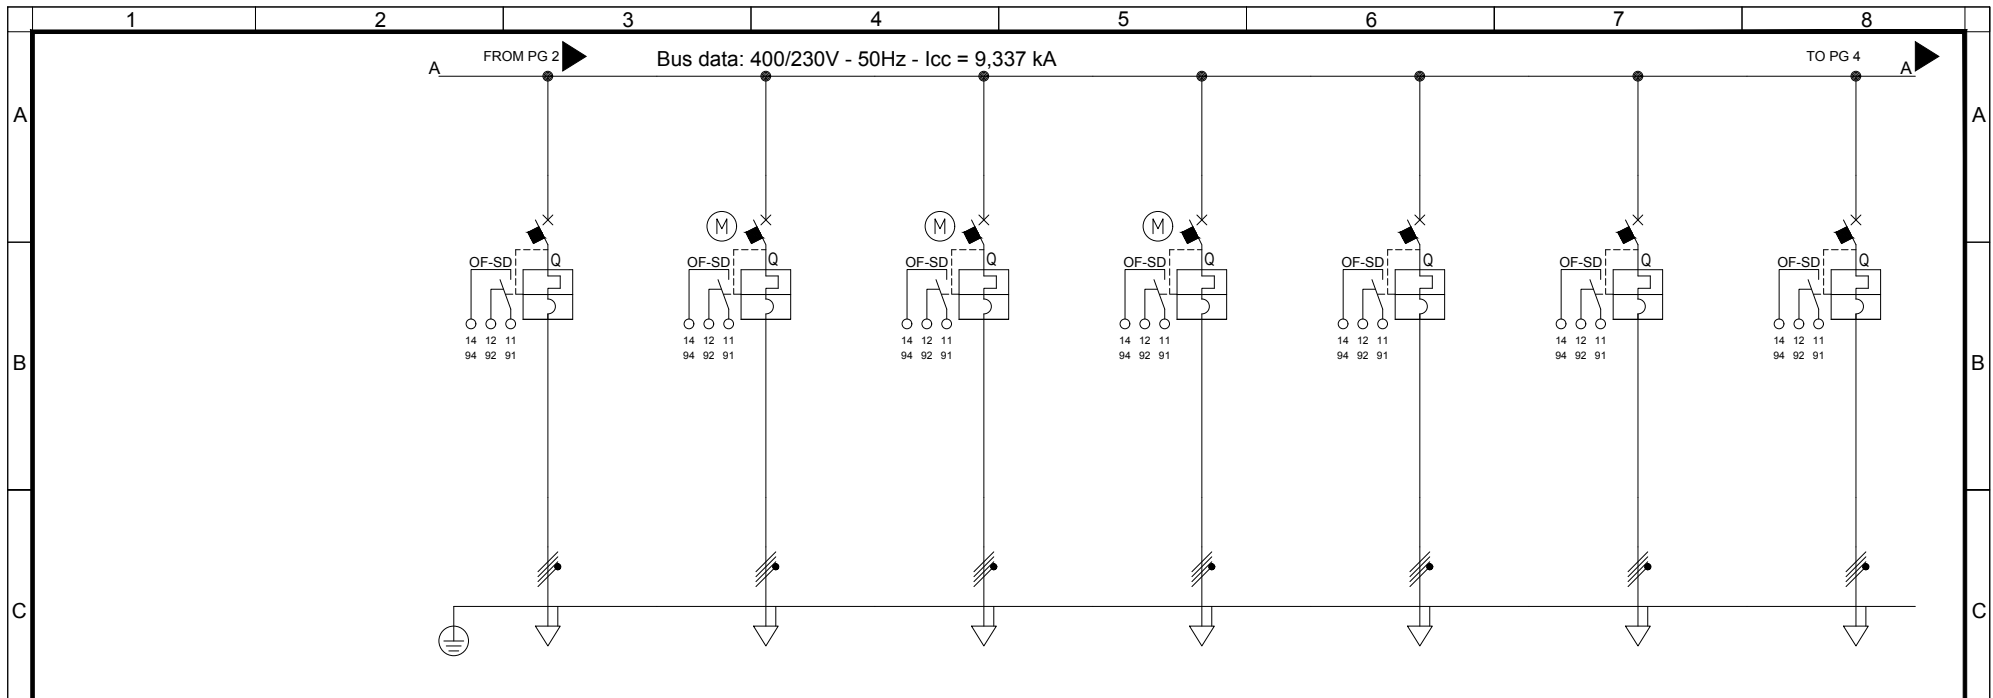 1 2 3 4 5 6 7 8
FROM PG 2 Bus data: 400/230V - 50Hz - Icc = 9,337 kA TO PG 4
A A
A A
M M M
OF-SD Q OF-SD Q OF-SD Q OF-SD Q OF-SD Q OF-SD Q OF-SD Q
14 12 11 14 12 11 14 12 11 14 12 11 14 12 11 14 12 11 14 12 11
94 92 91 94 92 91 94 92 91 94 92 91 94 92 91 94 92 91 94 92 91
B B
C C